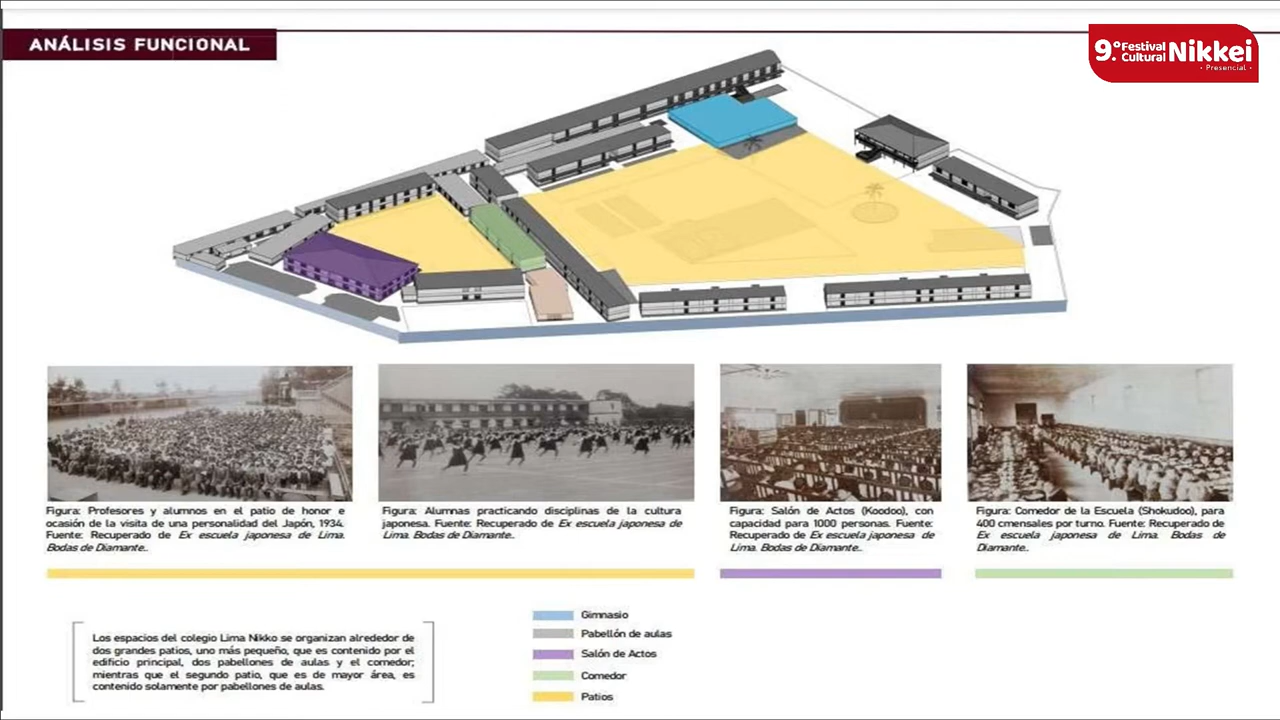 ANÁLISIS FUNCIONAL
9.º Festival Cultural Nikkei
· Presencial ·
Figura: Profesores y alumnos en el patio de honor e
ocasión de la visita de una personalidad del Japón, 1934.
Fuente: Recuperado de Ex escuela japonesa de Lima.
Bodas de Diamante..
Figura: Alumnas practicando disciplinas de la cultura
japonesa. Fuente: Recuperado de Ex escuela japonesa de
Lima. Bodas de Diamante..
Figura: Salón de Actos (Koodoo), con
capacidad para 1000 personas. Fuente:
Recuperado de Ex escuela japonesa de
Lima. Bodas de Diamante..
Figura: Comedor de la Escuela (Shokudoo), para
400 cmensales por turno. Fuente: Recuperado de
Ex escuela japonesa de Lima. Bodas de
Diamante..
Los espacios del colegio Lima Nikko se organizan alrededor de
dos grandes patios, uno más pequeño, que es contenido por el
edificio principal, dos pabellones de aulas y el comedor;
mientras que el segundo patio, que es de mayor área, es
contenido solamente por pabellones de aulas.
Gimnasio
Pabellón de aulas
Salón de Actos
Comedor
Patios